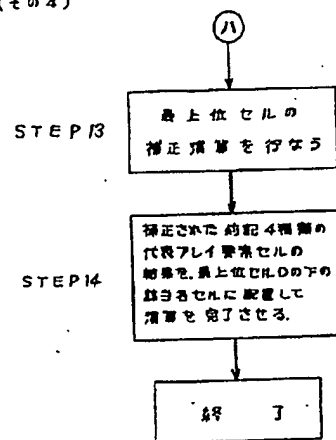 (その4)
ハ
STEP13
最上位セルの
補正演算を行なう
STEP14
補正された 前記4種類の
代表プレイ要素セルの
結果を、最上位セルDの下の
該当各セルに配置して
演算を完了させる。
終 了